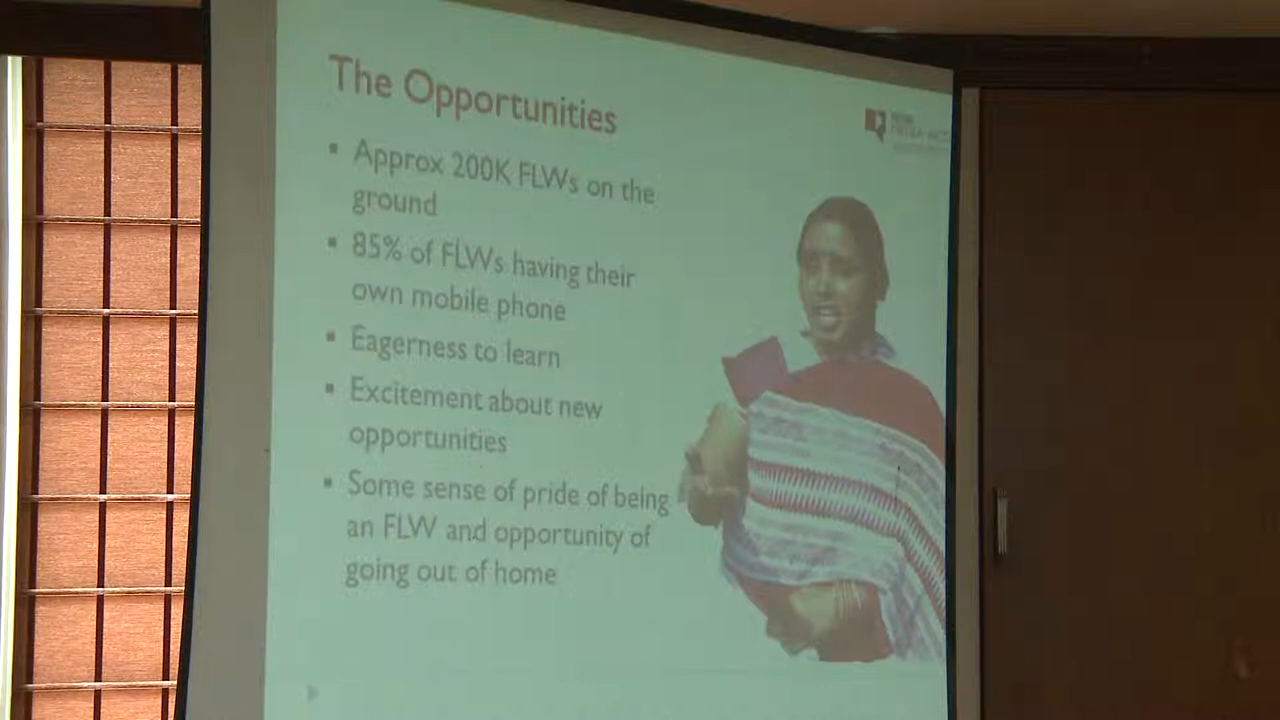 The Opportunities
▪ Approx 200K FLWs on the
ground
▪ 85% of FLWs having their
own mobile phone
▪ Eagerness to learn
▪ Excitement about new
opportunities
▪ Some sense of pride of being
an FLW and opportunity of
going out of home